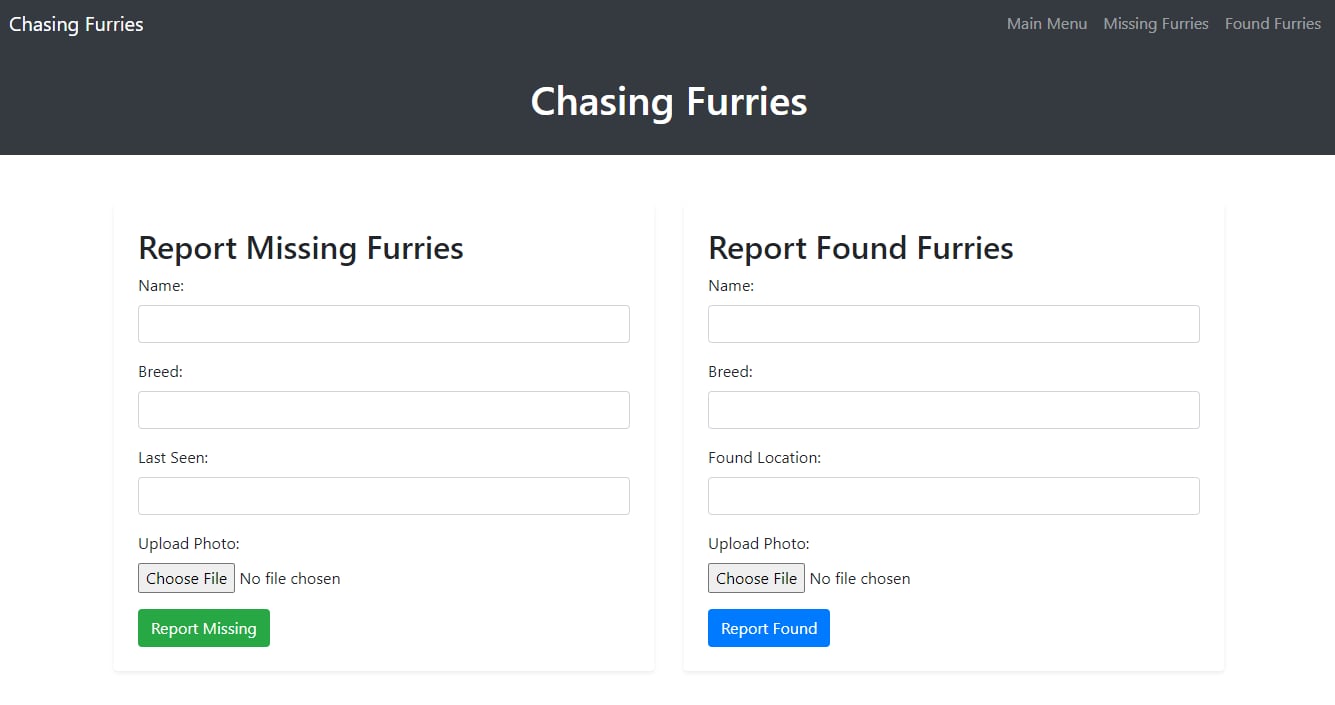 Chasing Furries
Main Menu Missing Furries Found Furries
Chasing Furries
Report Missing Furries
Name:
Breed:
Last Seen:
Upload Photo:
Choose File No file chosen
Report Missing
Report Found Furries
Name:
Breed:
Found Location:
Upload Photo:
Choose File No file chosen
Report Found